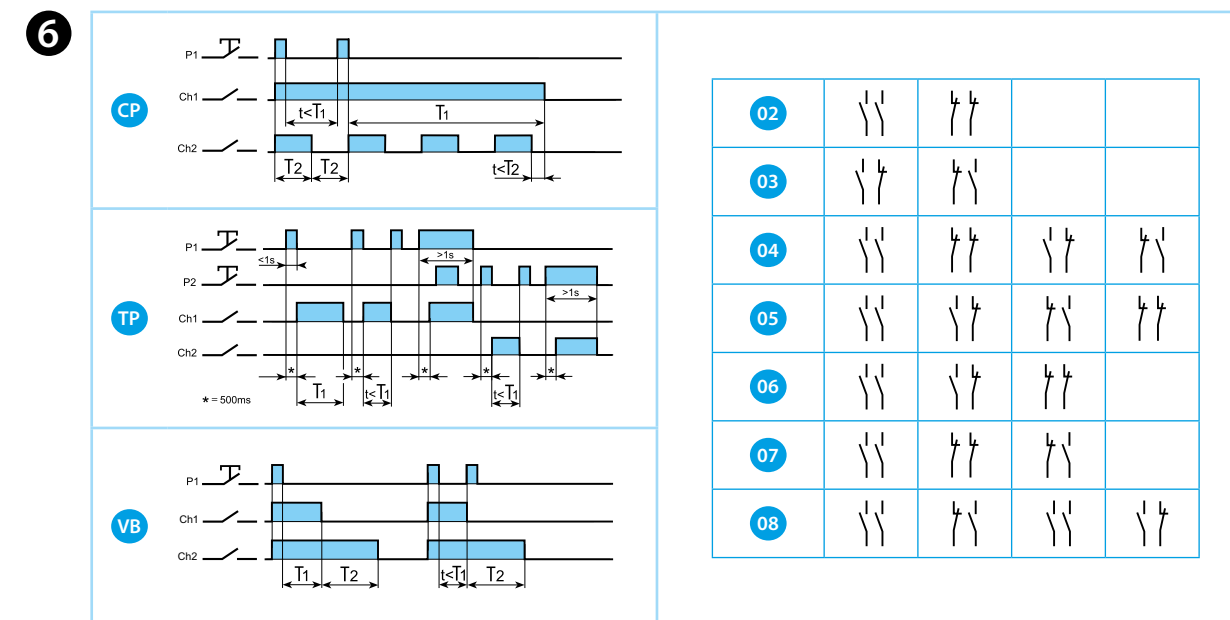 6
CP
P1
Ch1
t<T1 T1
Ch2
T2 T2 t<T2
TP
P1
<1s >1s
P2
>1s
Ch1
Ch2
* * * * *
T1 t<T1 t<T1
* = 500ms
VB
P1
Ch1
Ch2
T1 T2 t<T1 T2
02
03
04
05
06
07
08